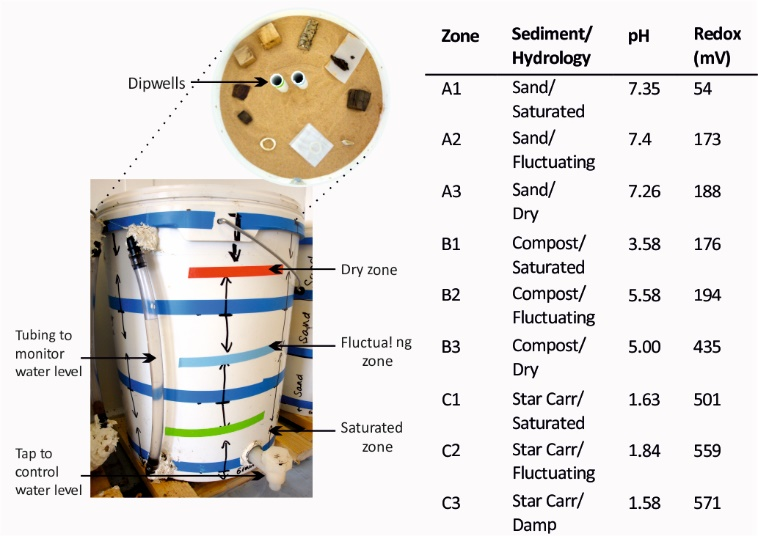 Dipwells
Dry zone
Fluctua! ng
zone
Saturated
zone
Tubing to
monitor
water level
Tap to
control
water level
Sand
Sand
Sand
Zone Sediment/ Hydrology pH Redox (mV)
A1 Sand/ Saturated 7.35 54
A2 Sand/ Fluctuating 7.4 173
A3 Sand/ Dry 7.26 188
B1 Compost/ Saturated 3.58 176
B2 Compost/ Fluctuating 5.58 194
B3 Compost/ Dry 5.00 435
C1 Star Carr/ Saturated 1.63 501
C2 Star Carr/ Fluctuating 1.84 559
C3 Star Carr/ Damp 1.58 571